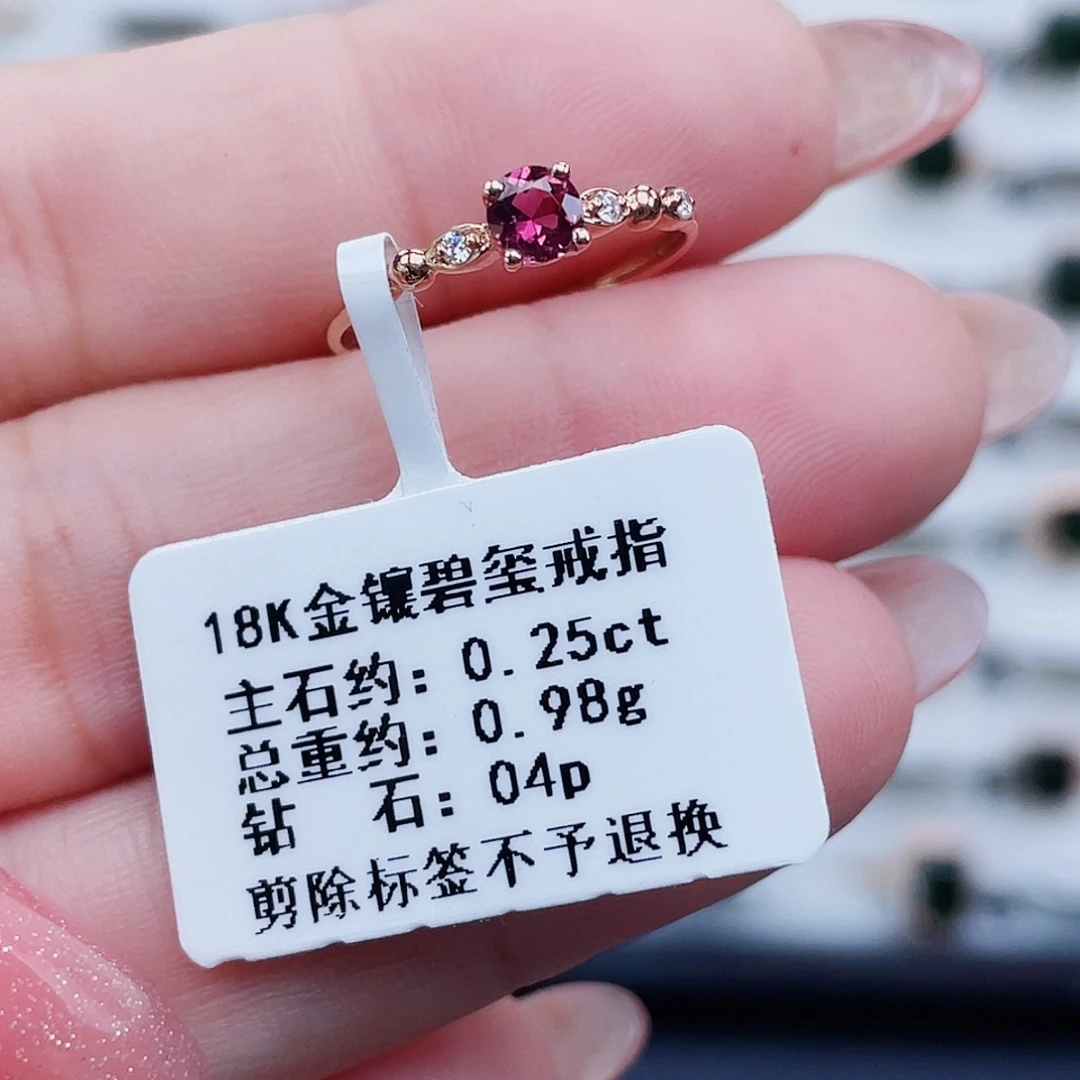 18K金镶碧玺戒指
主石约：0.25ct
总重约：0.98g
钻 石：04p
剪除标签不予退换